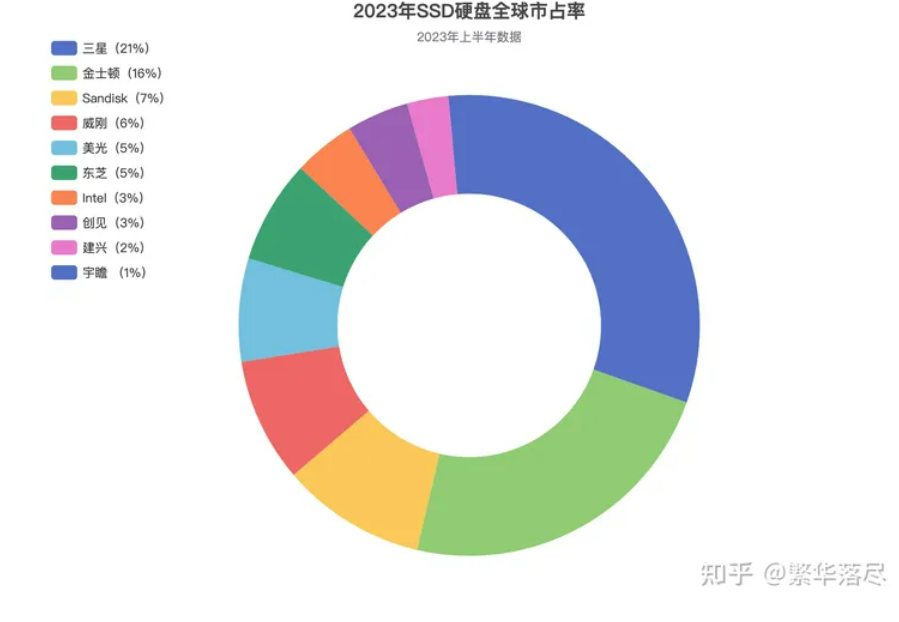 2023年SSD硬盘全球市占率
2023年上半年数据
三星（21%）
金士顿（16%）
Sandisk（7%）
威刚（6%）
美光（5%）
东芝（5%）
Intel（3%）
创见（3%）
建兴（2%）
宇瞻 （1%）
知乎 @繁华落尽